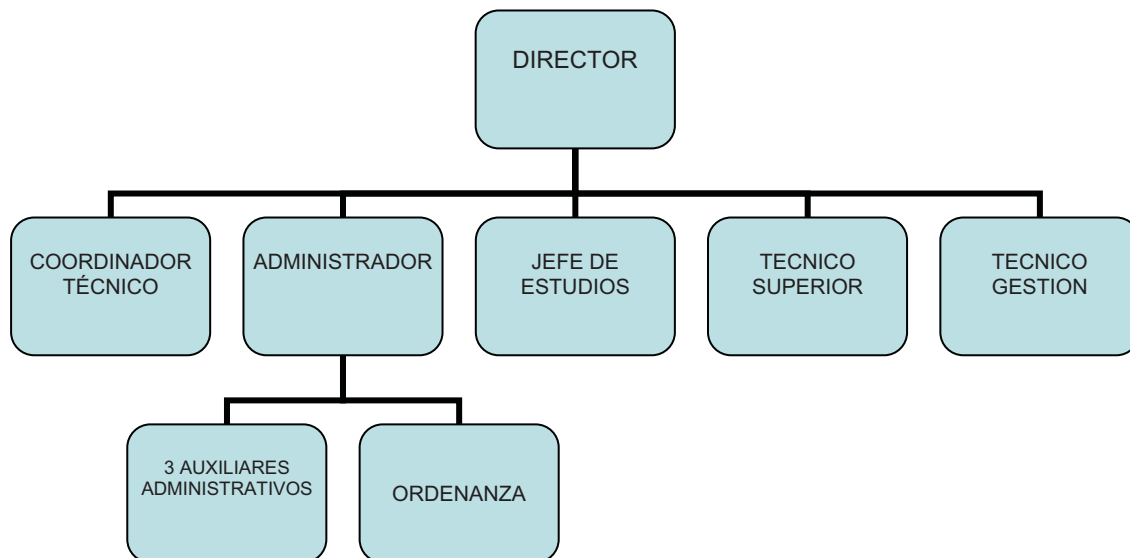 DIRECTOR
COORDINADOR
TÉCNICO
ADMINISTRADOR
JEFE DE
ESTUDIOS
TECNICO
SUPERIOR
TECNICO
GESTION
3 AUXILIARES
ADMINISTRATIVOS
ORDENANZA